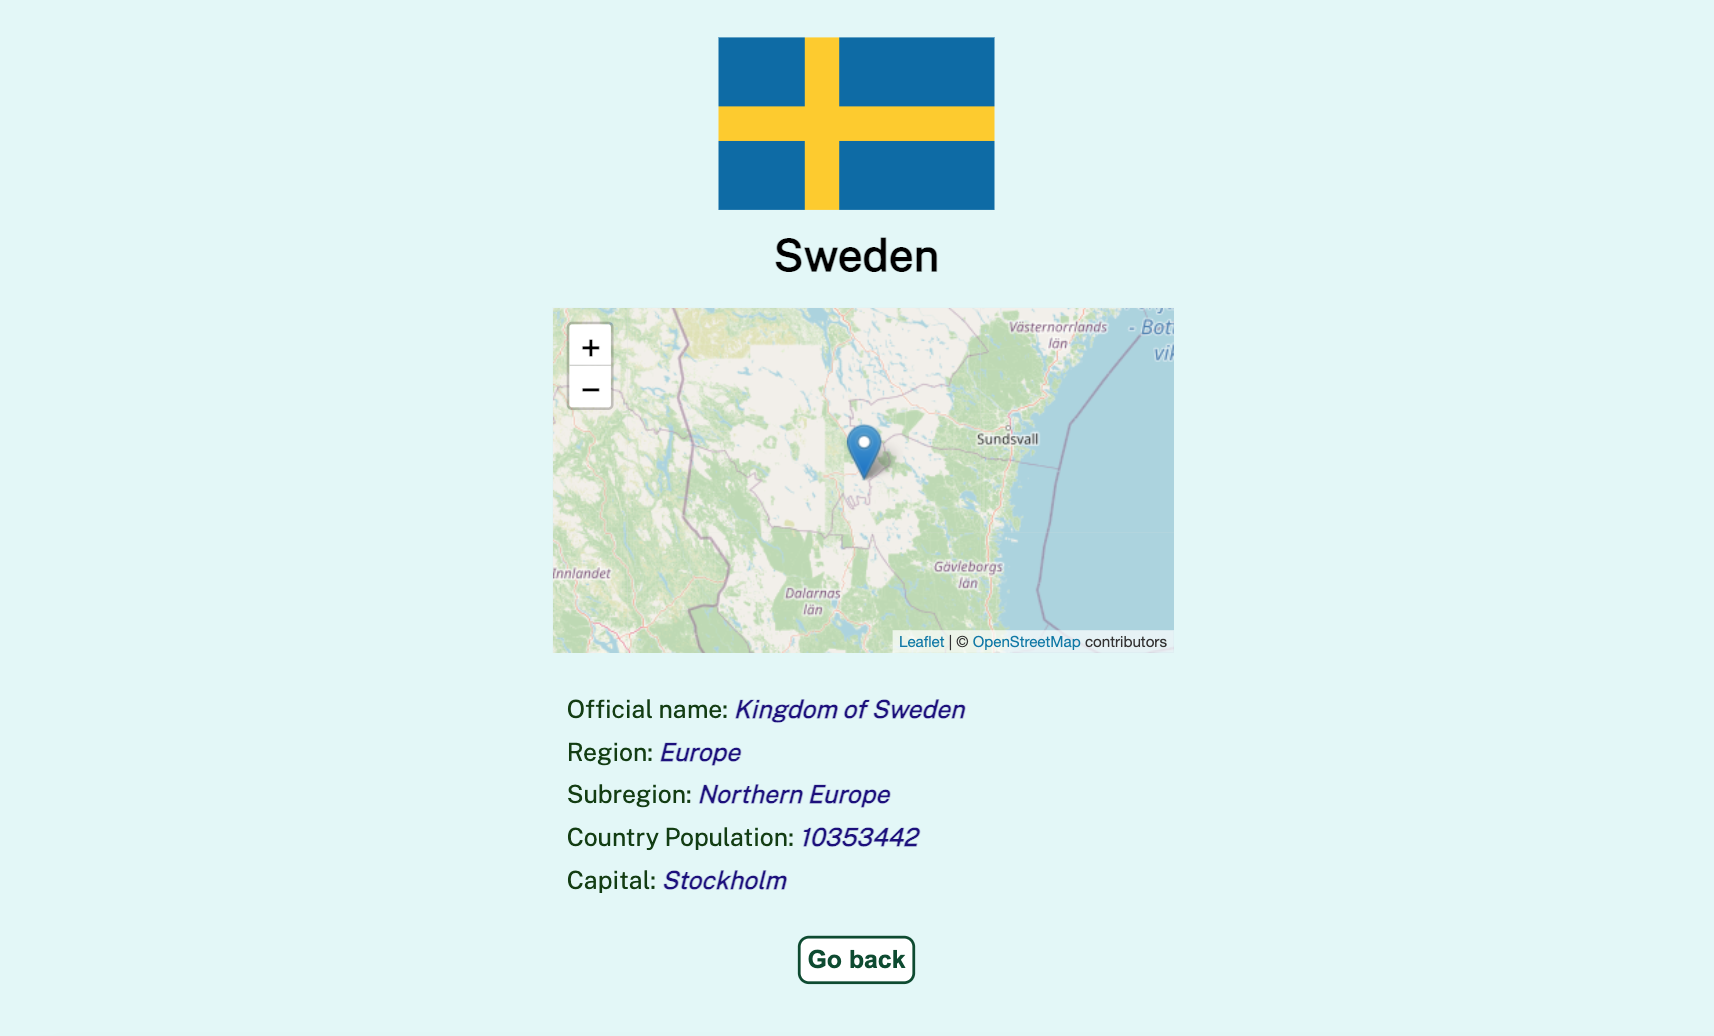 Sweden
+
−
Västernorrlands
län
- Bot
vik
Sundsvall
Innlandet
Gävleborgs
län
Dalarnas
län
Leaflet | © OpenStreetMap contributors
Official name: Kingdom of Sweden
Region: Europe
Subregion: Northern Europe
Country Population: 10353442
Capital: Stockholm
Go back